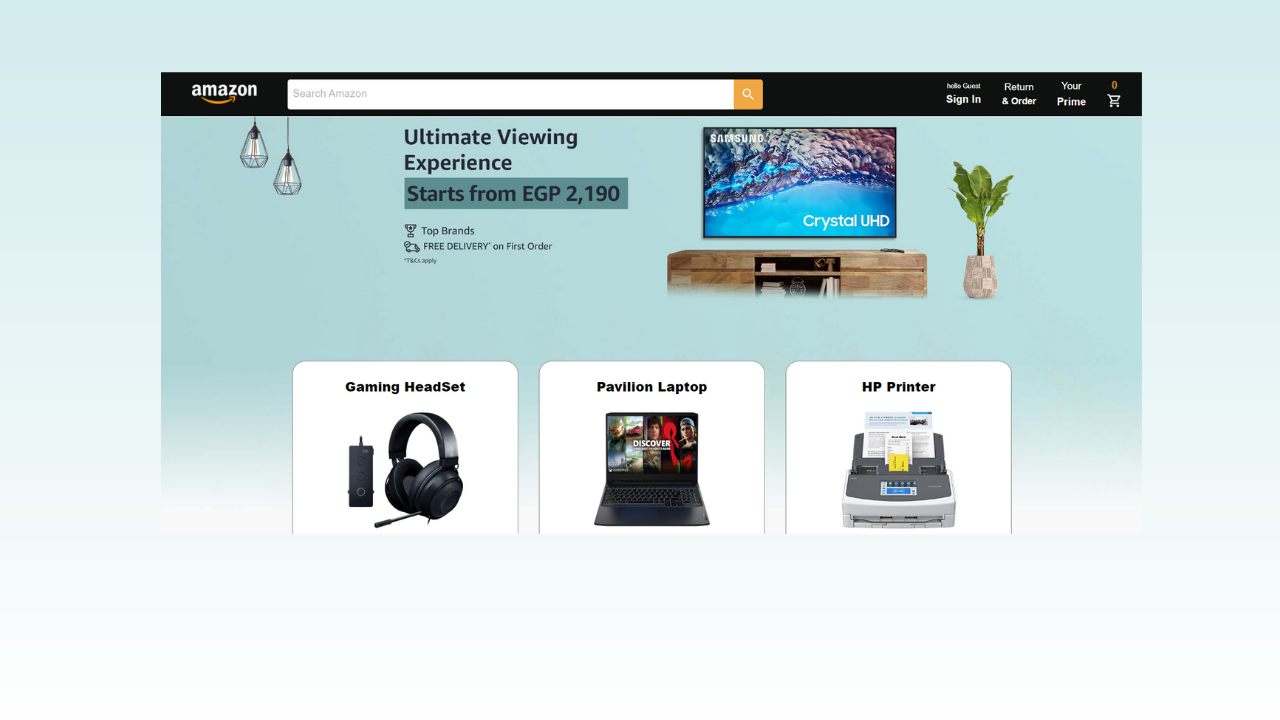 amazon
Search Amazon
hollo Guest
Sign In
Return
& Order
Your
Prime
0
Ultimate Viewing
Experience
Starts from EGP 2,190
Top Brands
FREE DELIVERY* on First Order
*T&Cs apply
SAMSUNG
Crystal UHD
Gaming HeadSet
Pavilion Laptop
HP Printer
DISCOVER